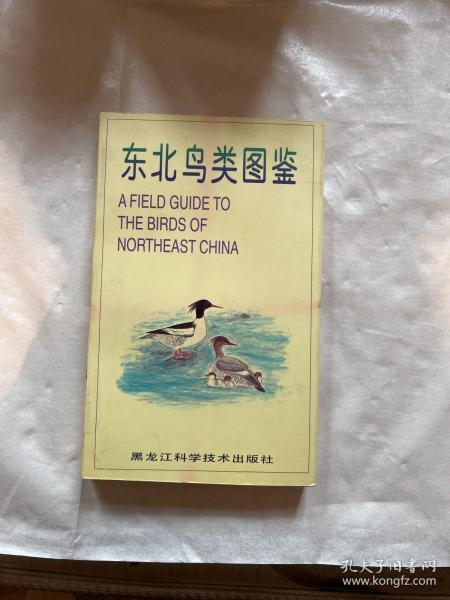 东北鸟类图鉴
A FIELD GUIDE TO
THE BIRDS OF
NORTHEAST CHINA
黑龙江科学技术出版社
孔夫子旧书网
www.kongfz.com